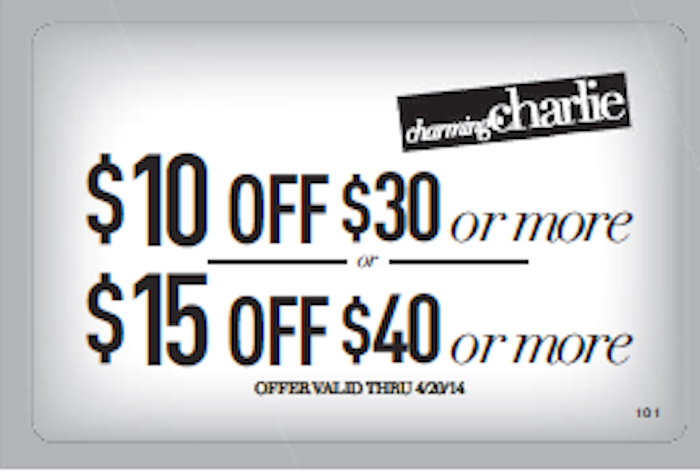 charming charlie
$10 OFF $30 or more
or
$15 OFF $40 or more
OFFER VALID THRU 4/20/14
101